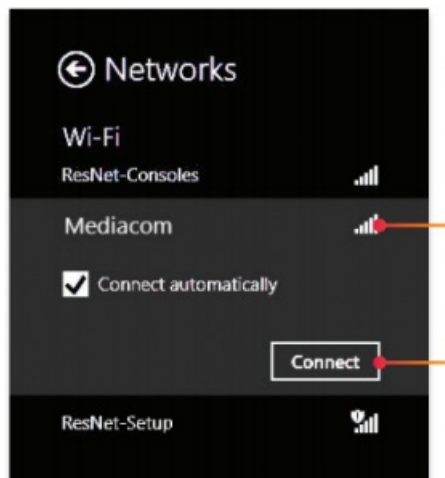 Networks
Wi-Fi
ResNet-Consoles
Mediacom
Connect automatically
Connect
ResNet-Setup